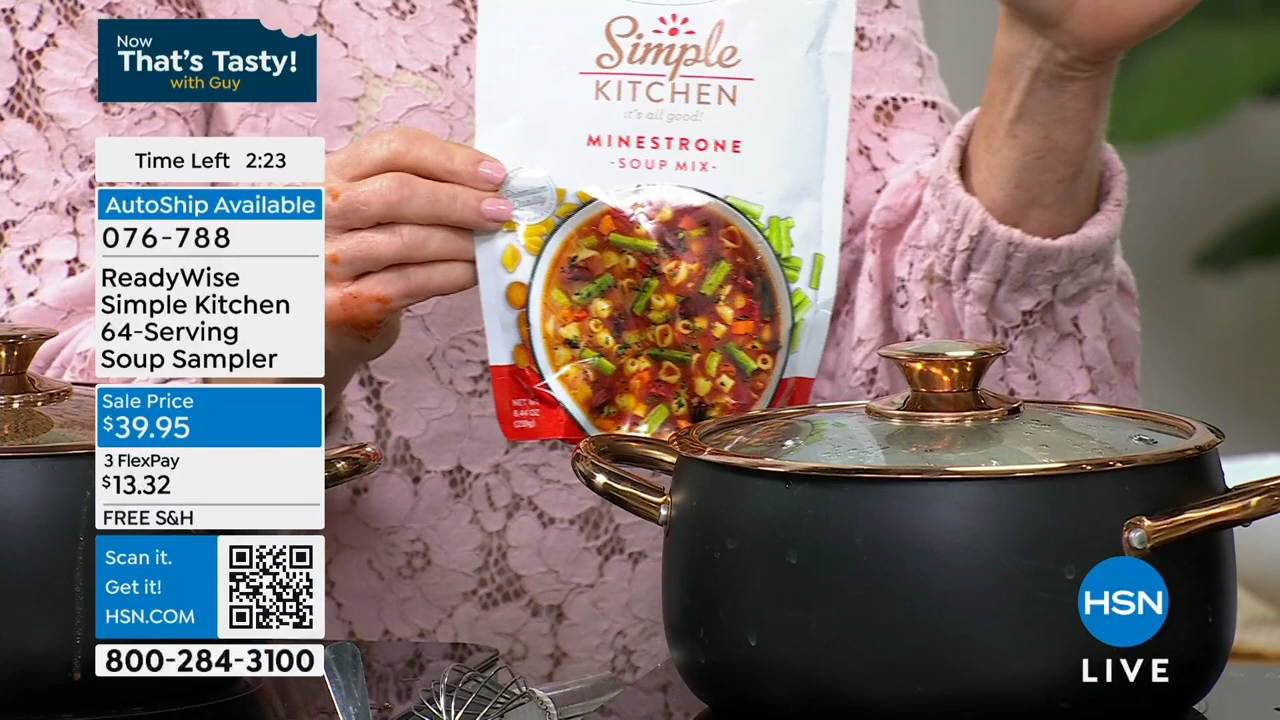 Now
That's Tasty!
with Guy
Time Left 2:23
AutoShip Available
076-788
ReadyWise
Simple Kitchen
64-Serving
Soup Sampler
Sale Price
$39.95
3 FlexPay
$13.32
FREE S&H
Scan it.
Get it!
HSN.COM
800-284-3100
Simple
KITCHEN
it's all good!
MINESTRONE
-SOUP MIX-
HSN
LIVE